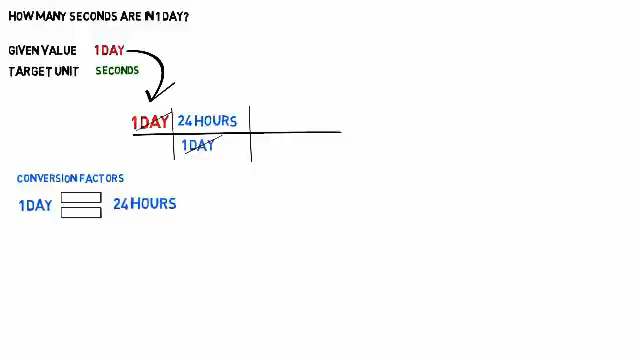 HOW MANY SECONDS ARE IN 1 DAY?
GIVEN VALUE 1 DAY
TARGET UNIT SECONDS
1 DAY 24 HOURS
1 DAY
CONVERSION FACTORS
1 DAY 24 HOURS